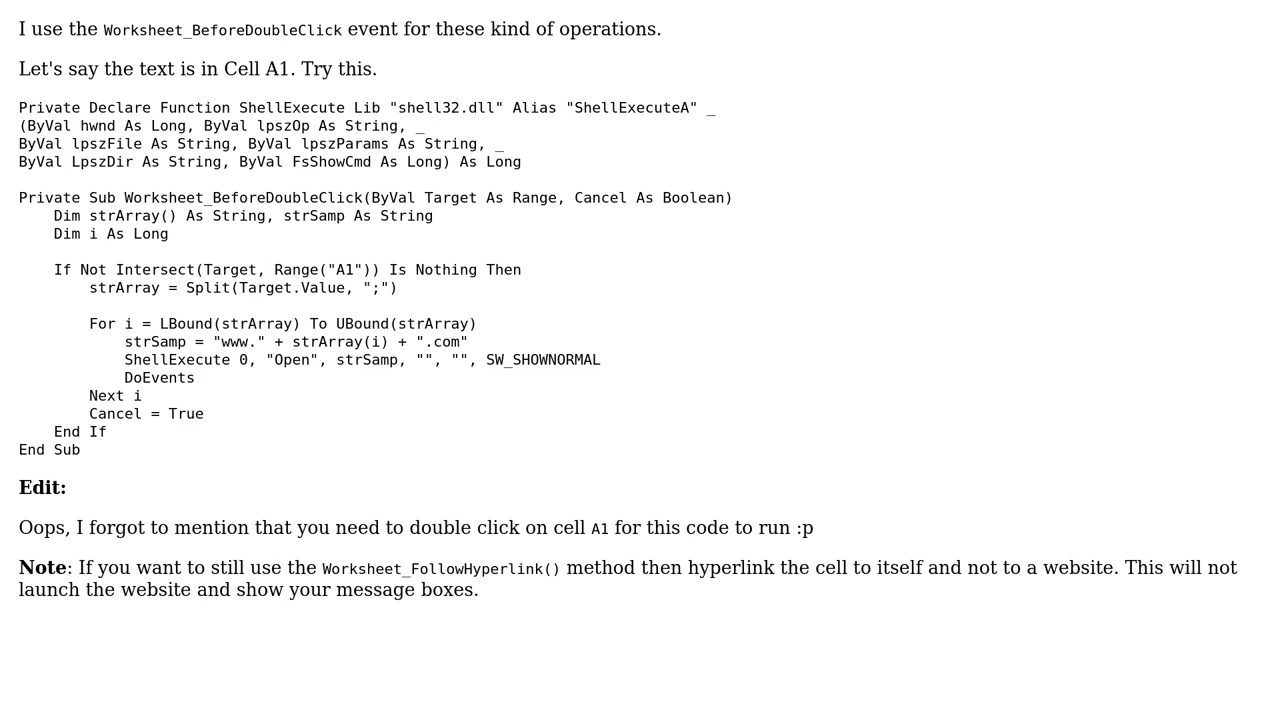 I use the Worksheet_BeforeDoubleClick event for these kind of operations.
Let's say the text is in Cell A1. Try this.
Private Declare Function ShellExecute Lib "shell32.dll" Alias "ShellExecuteA" _
(ByVal hwnd As Long, ByVal lpszOp As String, _
ByVal lpszFile As String, ByVal lpszParams As String, _
ByVal LpszDir As String, ByVal FsShowCmd As Long) As Long
Private Sub Worksheet_BeforeDoubleClick(ByVal Target As Range, Cancel As Boolean)
    Dim strArray() As String, strSamp As String
    Dim i As Long
    If Not Intersect(Target, Range("A1")) Is Nothing Then
        strArray = Split(Target.Value, ";")
        For i = LBound(strArray) To UBound(strArray)
            strSamp = "www." + strArray(i) + ".com"
            ShellExecute 0, "Open", strSamp, "", "", SW_SHOWNORMAL
            DoEvents
        Next i
        Cancel = True
    End If
End Sub
Edit:
Oops, I forgot to mention that you need to double click on cell A1 for this code to run :p
Note: If you want to still use the Worksheet_FollowHyperlink() method then hyperlink the cell to itself and not to a website. This will not
launch the website and show your message boxes.